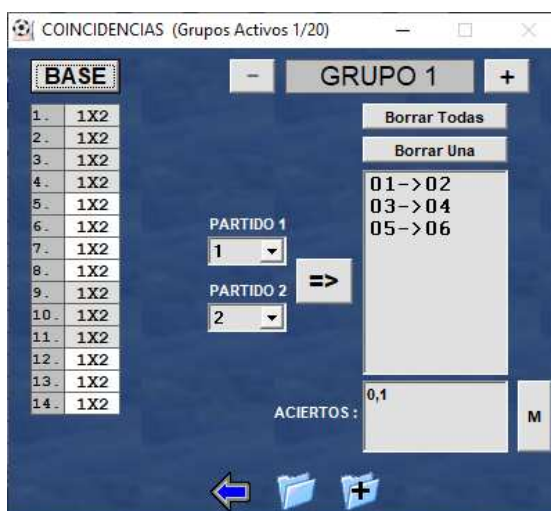 COINCIDENCIAS (Grupos Activos 1/20)
BASE
- GRUPO 1 +
1. 1X2
2. 1X2
3. 1X2
4. 1X2
5. 1X2
6. 1X2
7. 1X2
8. 1X2
9. 1X2
10. 1X2
11. 1X2
12. 1X2
13. 1X2
14. 1X2
PARTIDO 1
1
PARTIDO 2
2
=>
Borrar Todas
Borrar Una
01->02
03->04
05->06
ACIERTOS :
0,1
M